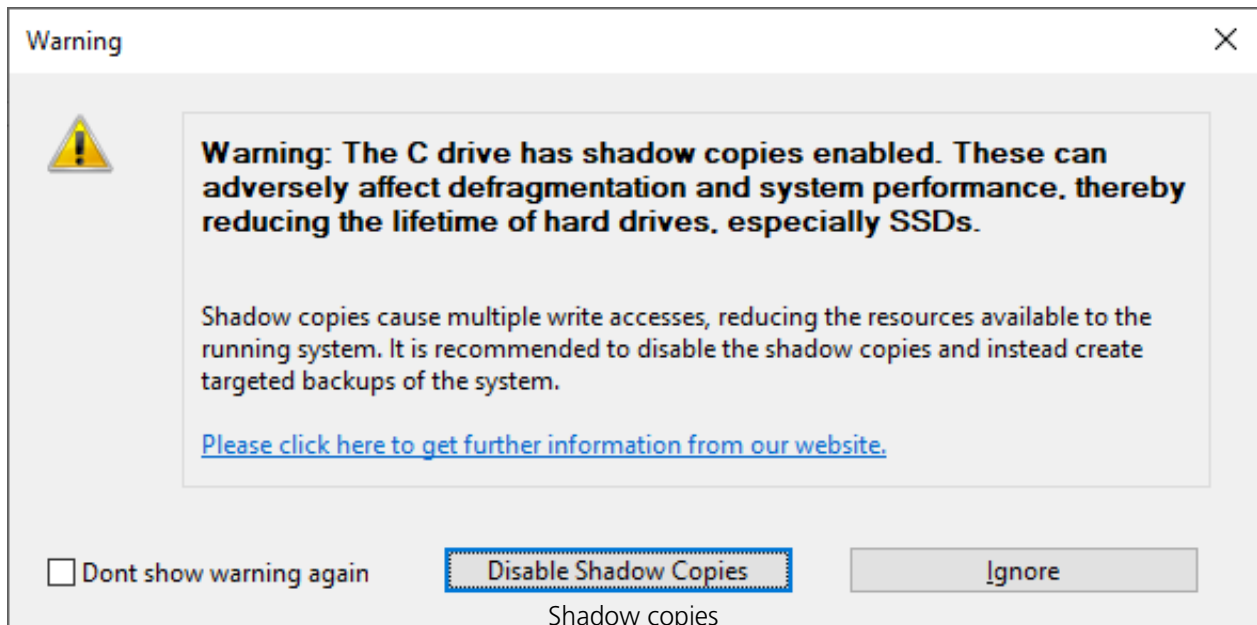 Warning
Warning: The C drive has shadow copies enabled. These can
adversely affect defragmentation and system performance, thereby
reducing the lifetime of hard drives, especially SSDs.
Shadow copies cause multiple write accesses, reducing the resources available to the
running system. It is recommended to disable the shadow copies and instead create
targeted backups of the system.
Please click here to get further information from our website.
Dont show warning again
Disable Shadow Copies
Ignore
Shadow copies